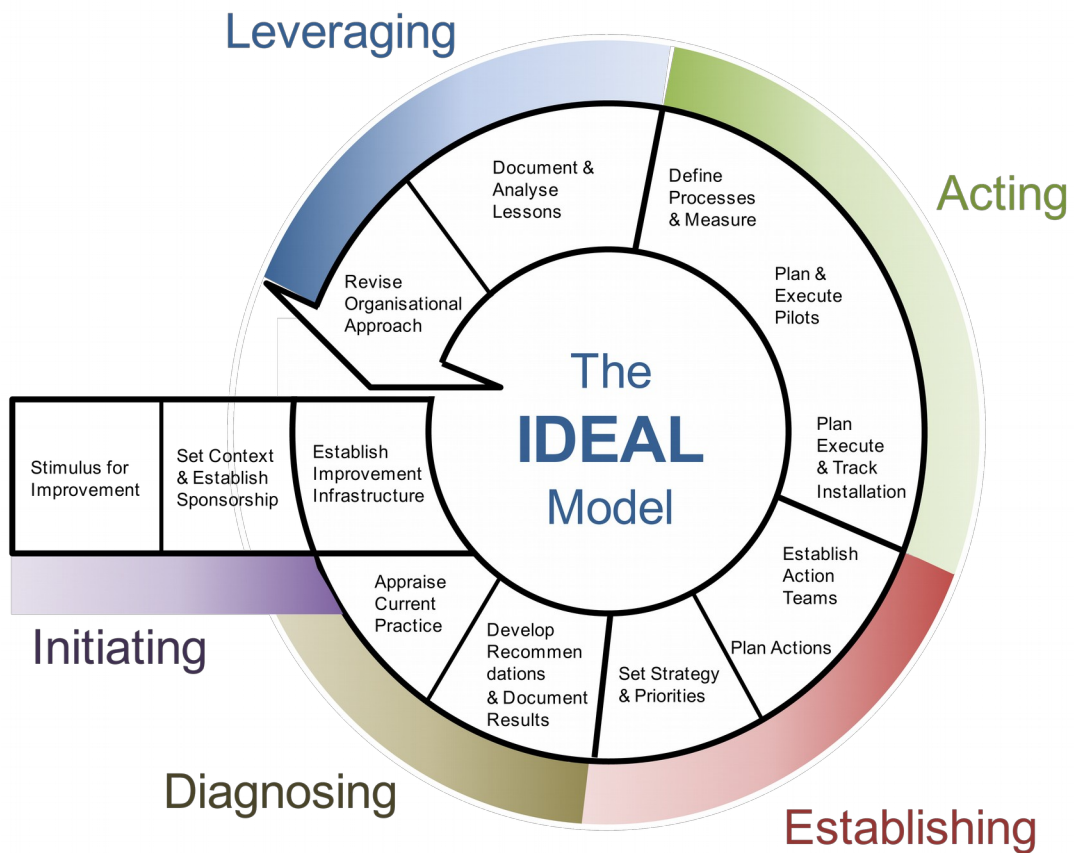 Leveraging
Acting
Document &
Analyse
Lessons
Define
Processes
& Measure
Revise
Organisational
Approach
Plan &
Execute
Pilots
The
IDEAL
Model
Plan
Execute
& Track
Installation
Stimulus for
Improvement
Set Context
& Establish
Sponsorship
Establish
Improvement
Infrastructure
Establish
Action
Teams
Appraise
Current
Practice
Develop
Recommen
dations
& Document
Results
Set Strategy
& Priorities
Plan Actions
Initiating
Diagnosing
Establishing